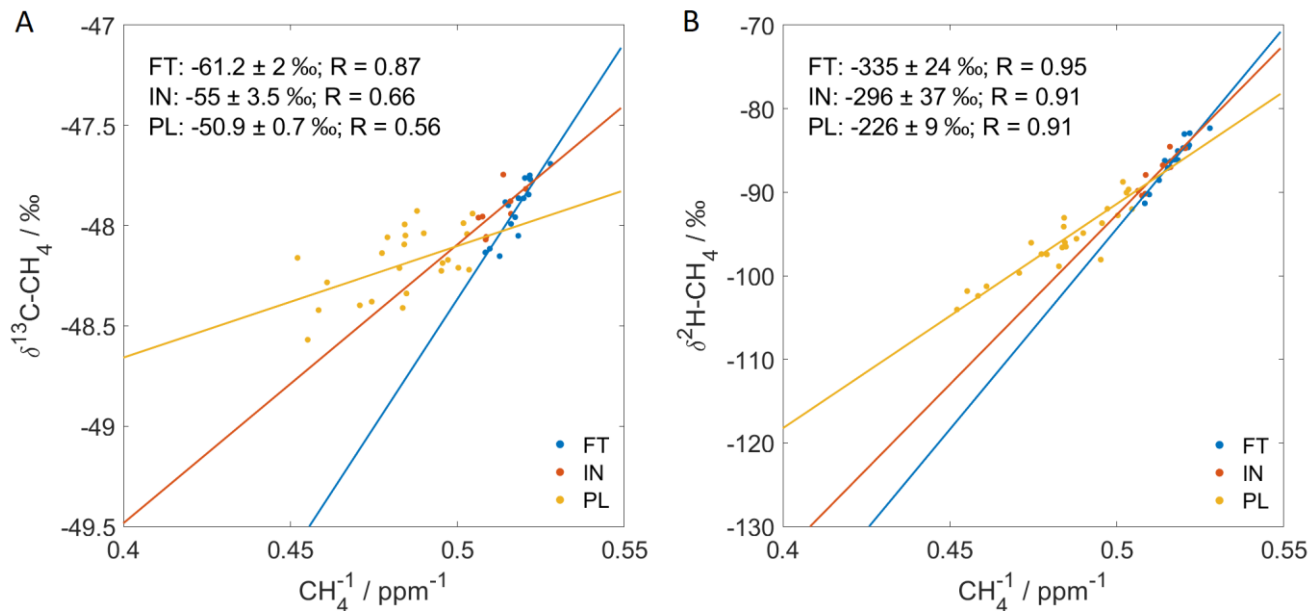 A
-47
-47.5
-48
-48.5
-49
-49.5
δ¹³C-CH₄ / ‰
FT: -61.2 ± 2 ‰; R = 0.87
IN: -55 ± 3.5 ‰; R = 0.66
PL: -50.9 ± 0.7 ‰; R = 0.56
FT
IN
PL
0.4 0.45 0.5 0.55
CH₄⁻¹ / ppm⁻¹
B
-70
-80
-90
-100
-110
-120
-130
δ²H-CH₄ / ‰
FT: -335 ± 24 ‰; R = 0.95
IN: -296 ± 37 ‰; R = 0.91
PL: -226 ± 9 ‰; R = 0.91
FT
IN
PL
0.4 0.45 0.5 0.55
CH₄⁻¹ / ppm⁻¹